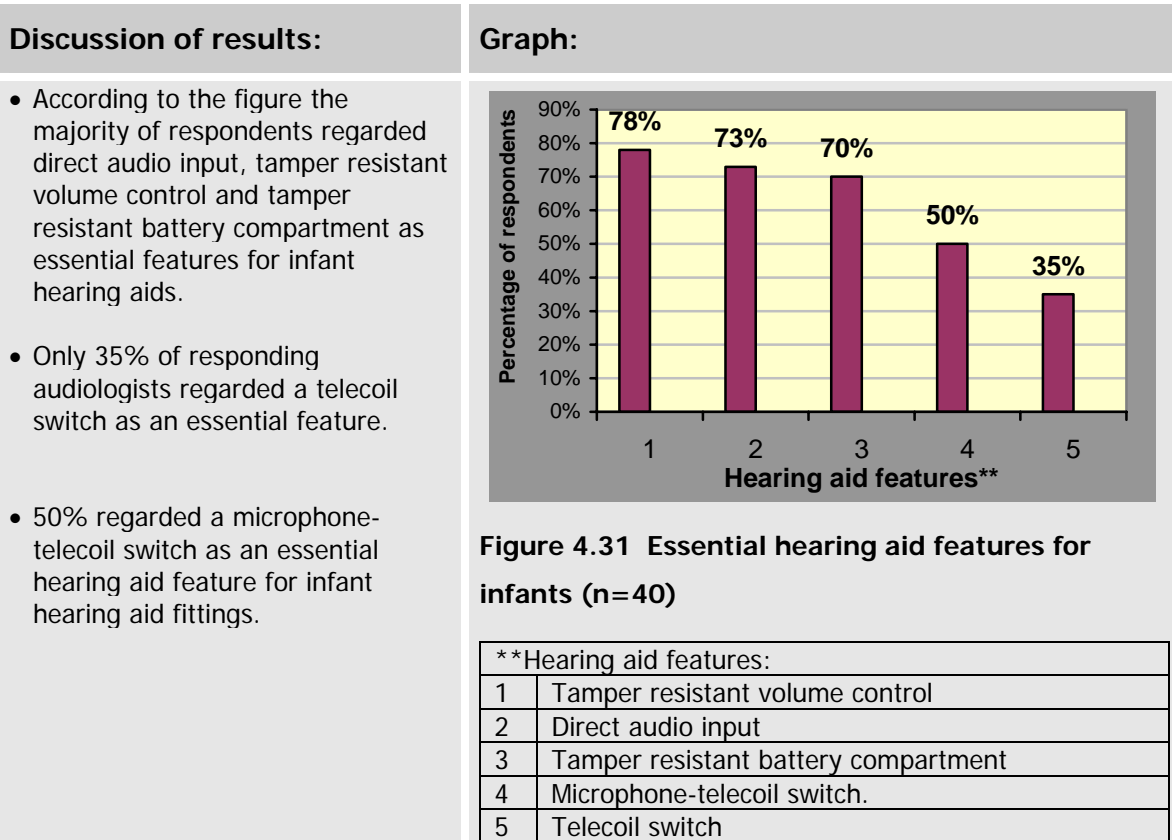 Discussion of results:
Graph:
• According to the figure the
majority of respondents regarded
direct audio input, tamper resistant
volume control and tamper
resistant battery compartment as
essential features for infant
hearing aids.
• Only 35% of responding
audiologists regarded a telecoil
switch as an essential feature.
• 50% regarded a microphone-
telecoil switch as an essential
hearing aid feature for infant
hearing aid fittings.
Percentage of respondents
90%
80%
70%
60%
50%
40%
30%
20%
10%
0%
78%
73%
70%
50%
35%
1 2 3 4 5
Hearing aid features**
Figure 4.31 Essential hearing aid features for
infants (n=40)
**Hearing aid features:
1 Tamper resistant volume control
2 Direct audio input
3 Tamper resistant battery compartment
4 Microphone-telecoil switch.
5 Telecoil switch